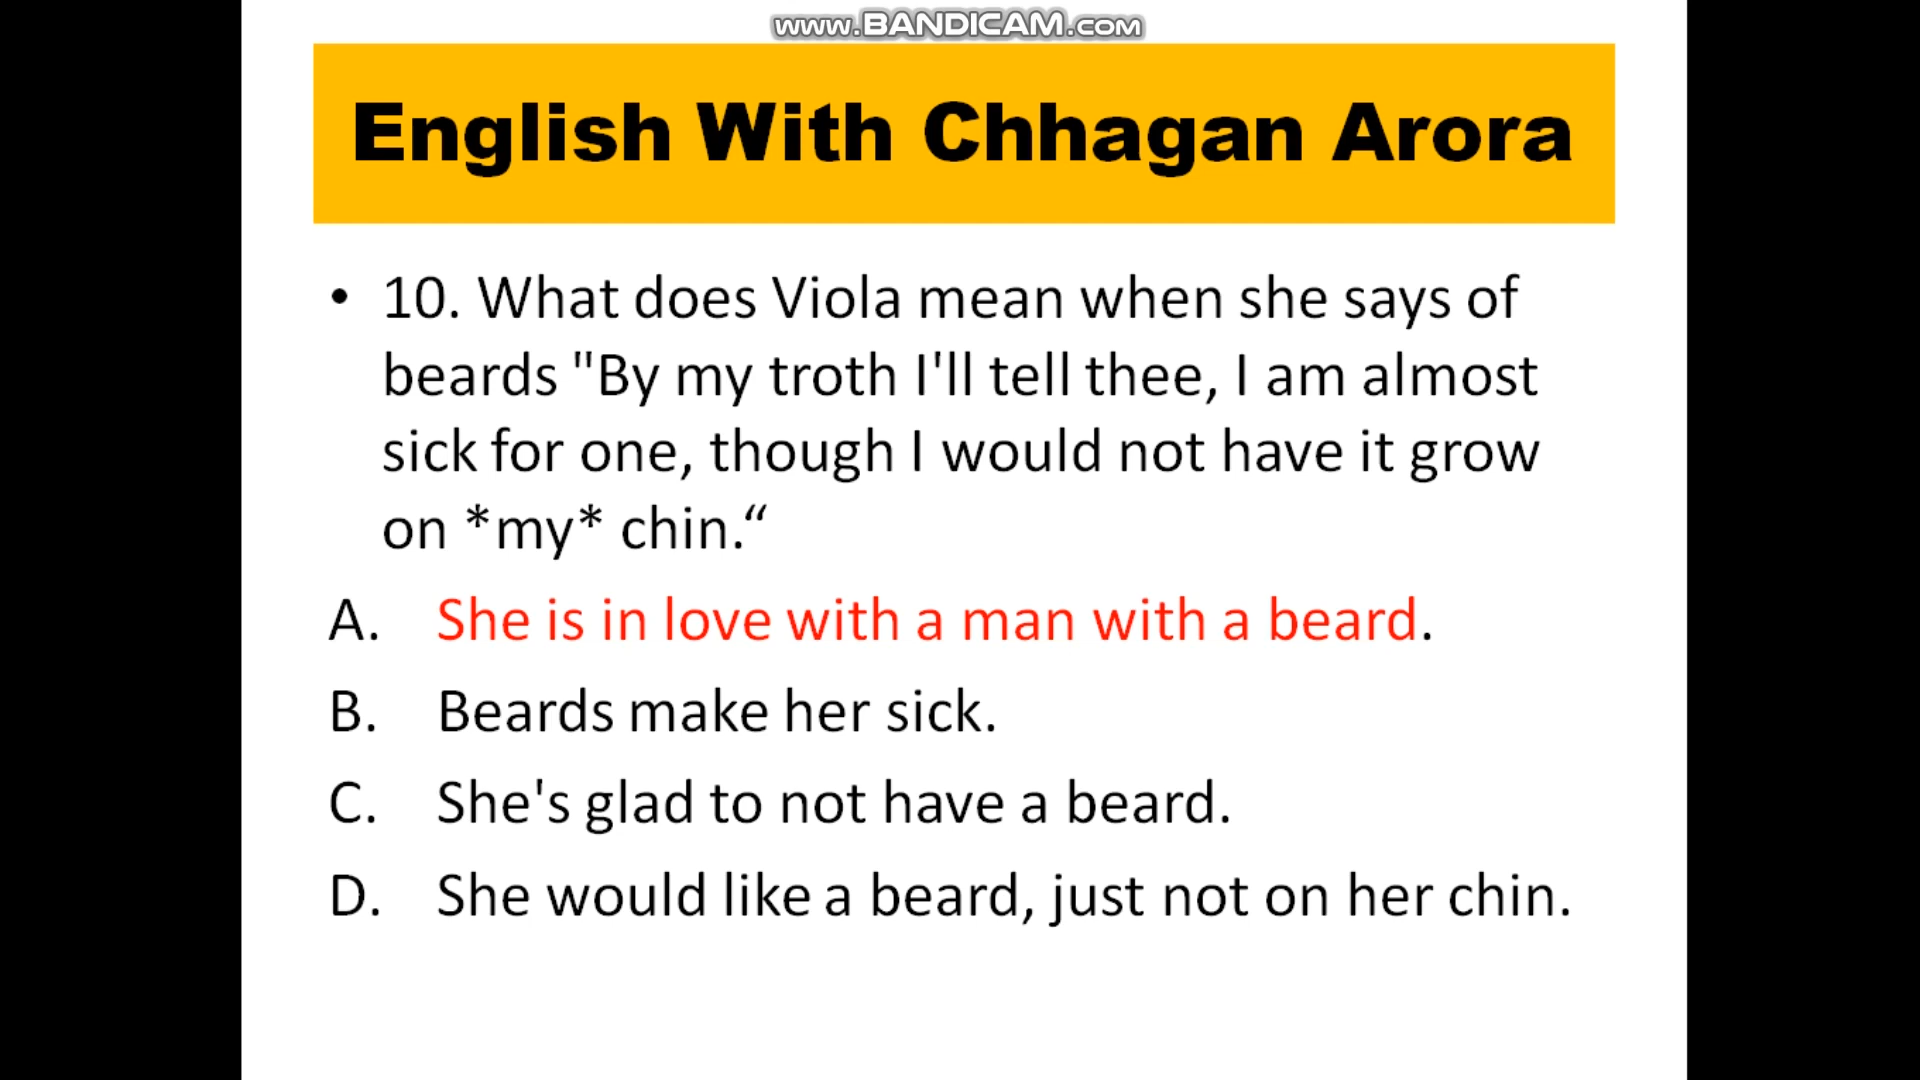 www.BANDICAM.com
English With Chhagan Arora
• 10. What does Viola mean when she says of
beards "By my troth I'll tell thee, I am almost
sick for one, though I would not have it grow
on *my* chin.“
A. She is in love with a man with a beard.
B. Beards make her sick.
C. She's glad to not have a beard.
D. She would like a beard, just not on her chin.